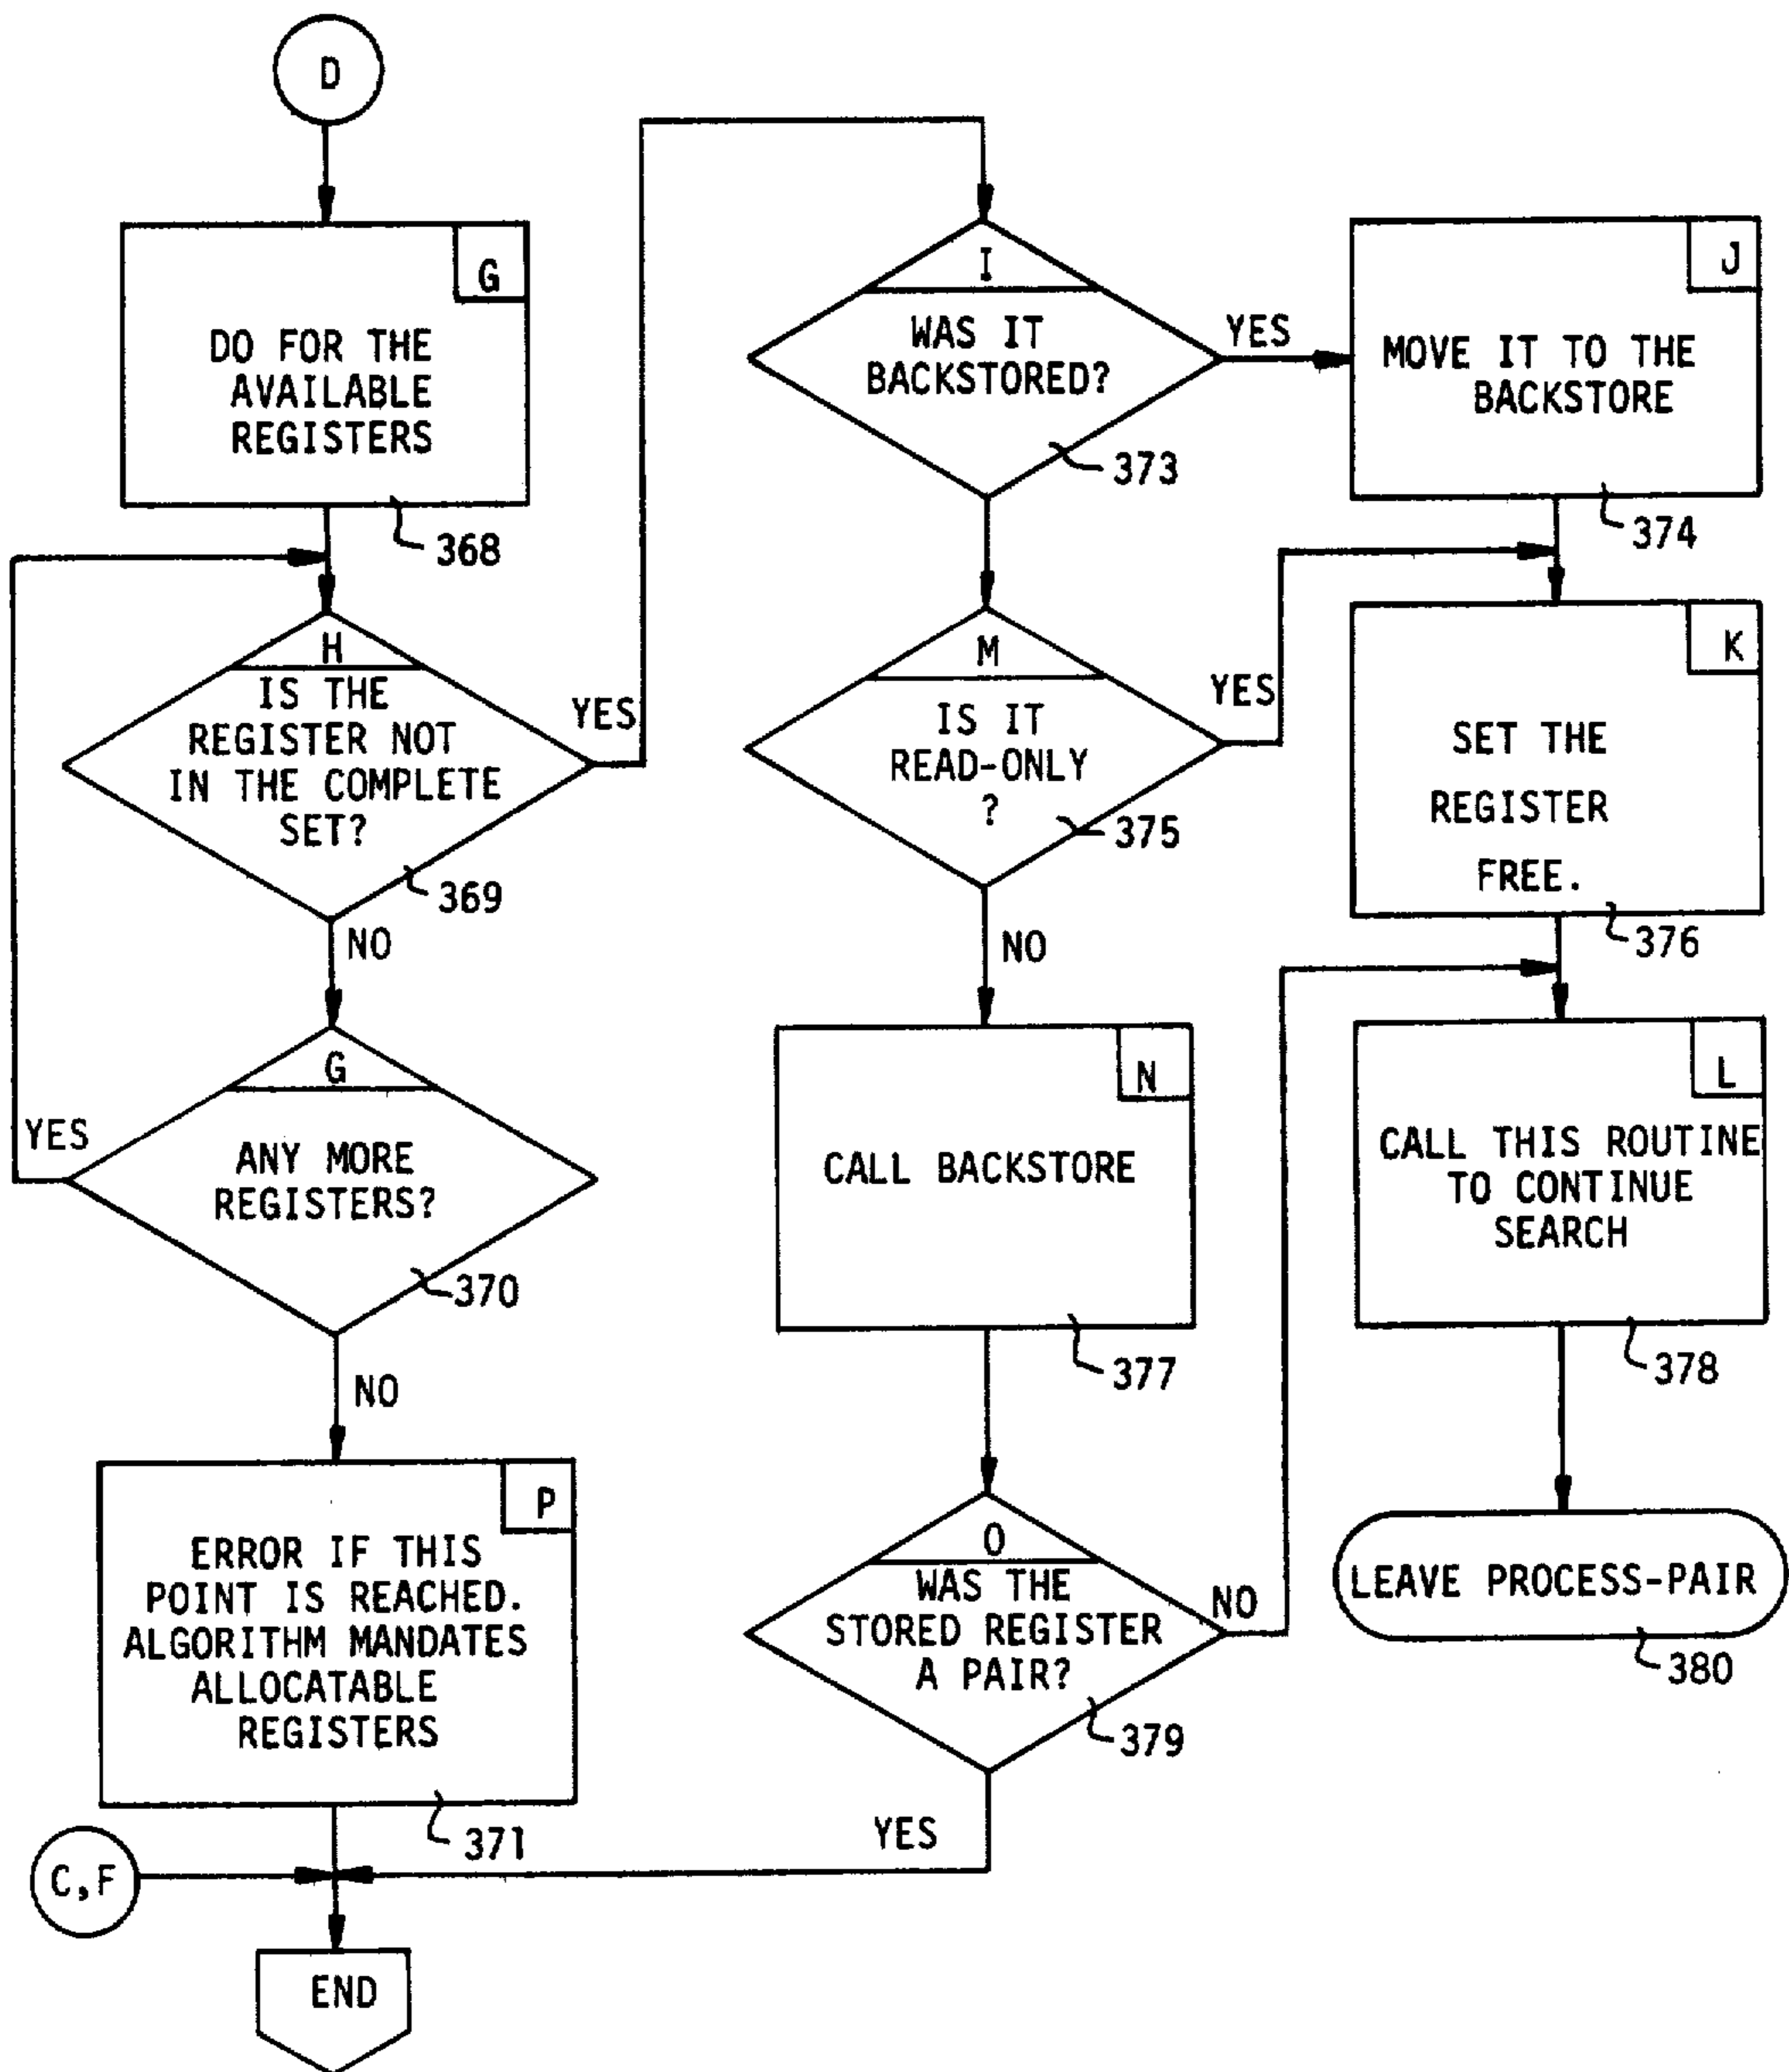 D
G
DO FOR THE
AVAILABLE
REGISTERS
368
H
IS THE
REGISTER NOT
IN THE COMPLETE
SET?
YES
369
NO
G
ANY MORE
REGISTERS?
YES
370
NO
P
ERROR IF THIS
POINT IS REACHED.
ALGORITHM MANDATES
ALLOCATABLE
REGISTERS
371
C,F
END
I
WAS IT
BACKSTORED?
YES
373
M
IS IT
READ-ONLY
?
YES
375
NO
N
CALL BACKSTORE
377
O
WAS THE
STORED REGISTER
A PAIR?
NO
379
YES
J
MOVE IT TO THE
BACKSTORE
374
K
SET THE
REGISTER
FREE.
376
L
CALL THIS ROUTINE
TO CONTINUE
SEARCH
378
LEAVE PROCESS-PAIR
380